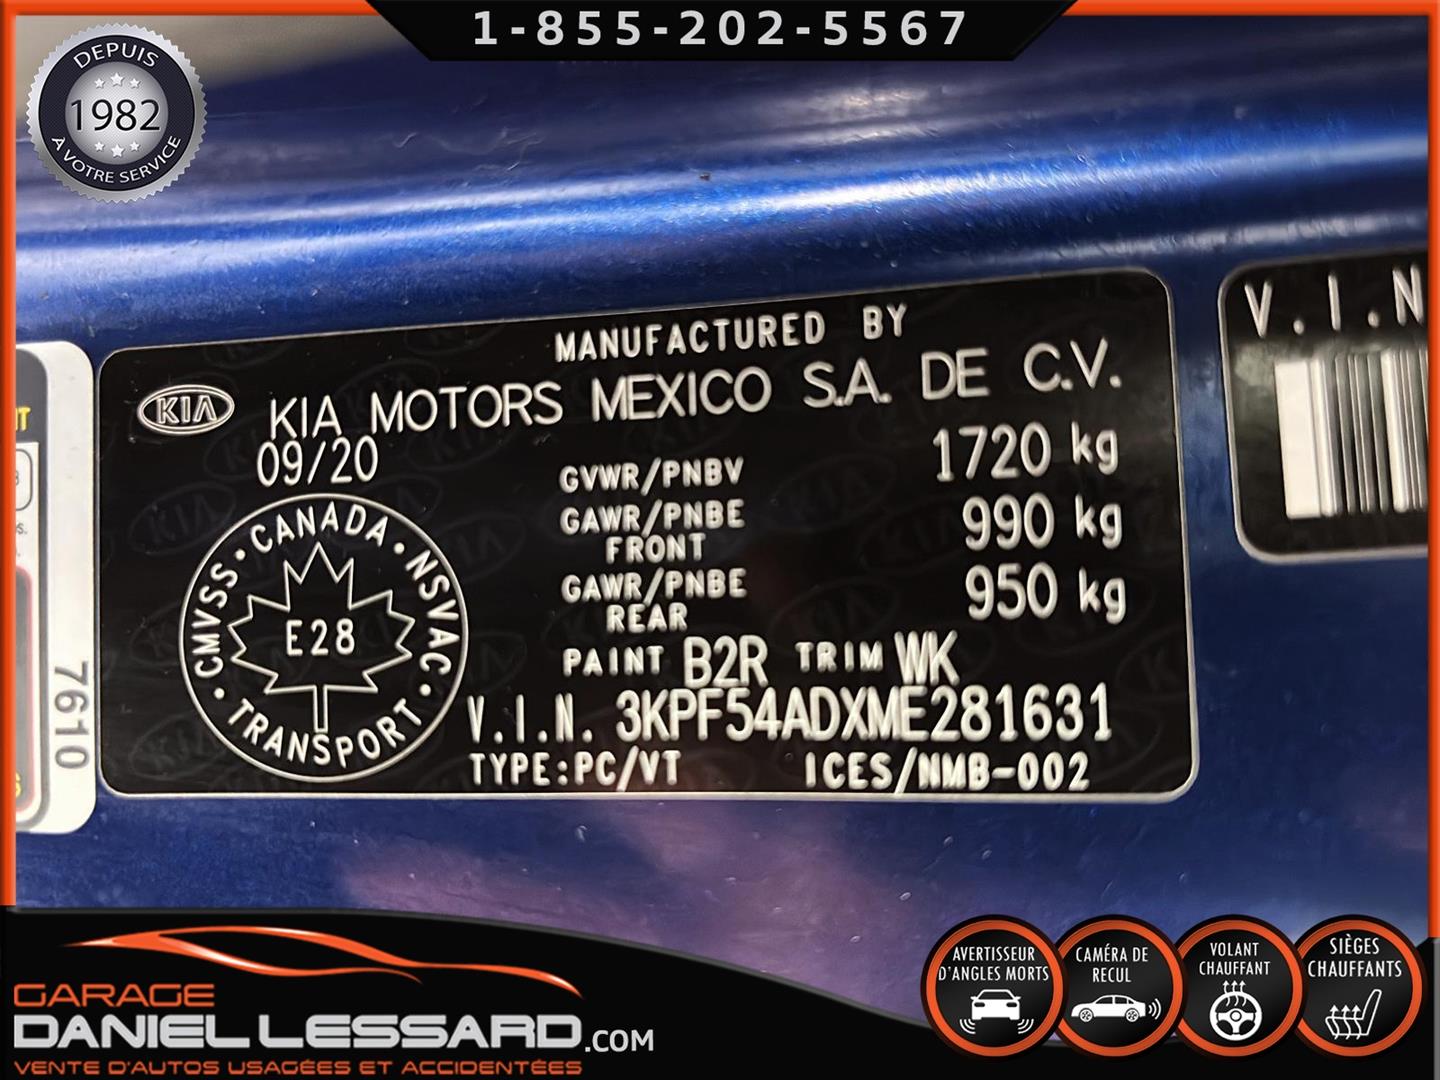 1-855-202-5567
DEPUIS
1982
À VOTRE SERVICE
MANUFACTURED BY
KIA
KIA MOTORS MEXICO S.A. DE C.V.
09/20
GVWR/PNBV 1720 kg
GAWR/PNBE FRONT 990 kg
GAWR/PNBE REAR 950 kg
CANADA • NSVAC • TRANSPORT • CMVSS •
E28
PAINT B2R TRIM WK
V.I.N. 3KPF54ADXME281631
TYPE:PC/VT ICES/NMB-002
V.I.N
7610
GARAGE
DANIEL LESSARD.COM
VENTE D'AUTOS USAGÉES ET ACCIDENTÉES
AVERTISSEUR
D'ANGLES MORTS
CAMÉRA DE
RECUL
VOLANT
CHAUFFANT
SIÈGES
CHAUFFANTS